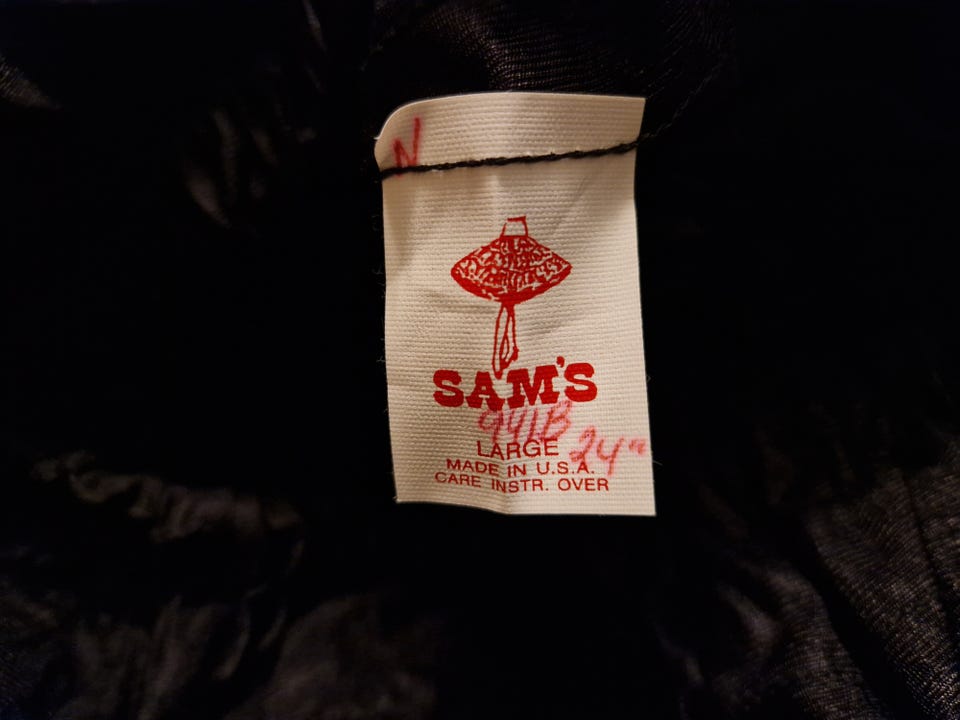 N
SAM'S
941B
LARGE 24"
MADE IN U.S.A.
CARE INSTR. OVER